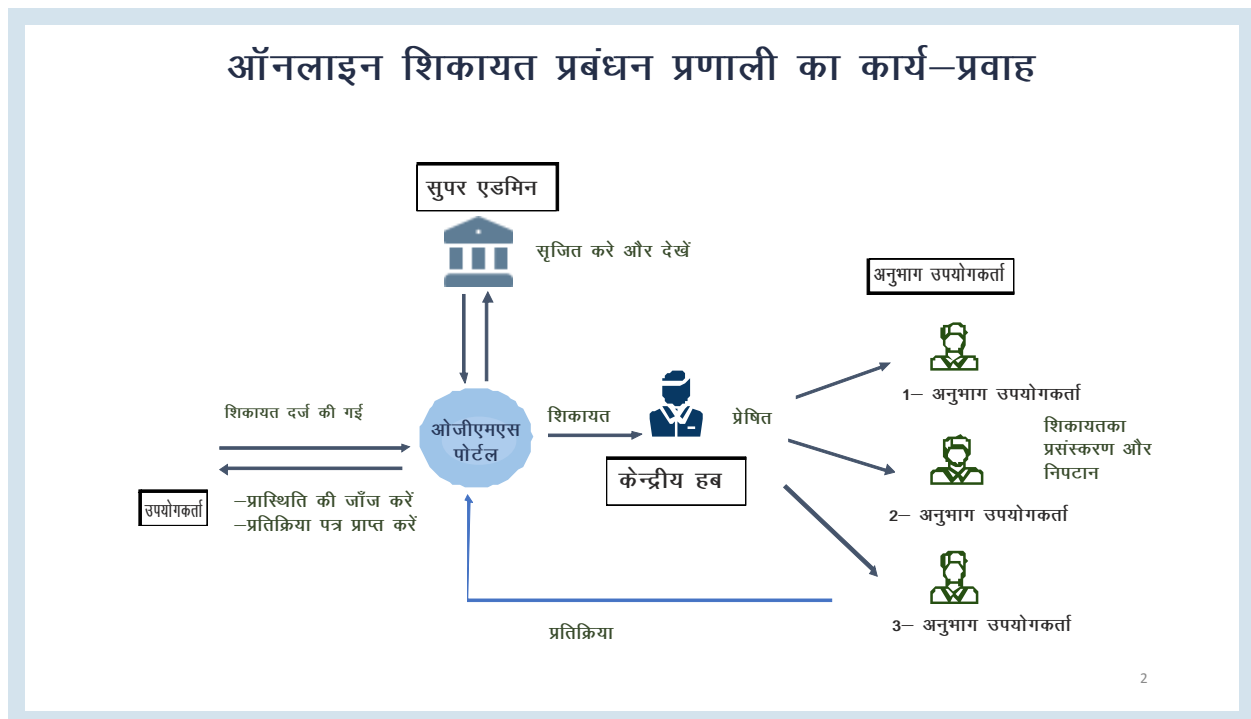 ऑनलाइन शिकायत प्रबंधन प्रणाली का कार्य–प्रवाह
सुपर एडमिन
सृजित करे और देखें
अनुभाग उपयोगकर्ता
1– अनुभाग उपयोगकर्ता
शिकायत दर्ज की गई
ओजीएमएस
पोर्टल
शिकायत
प्रेषित
शिकायतका
प्रसंस्करण और
निपटान
केन्द्रीय हब
उपयोगकर्ता
–प्रास्थिति की जाँज करें
–प्रतिक्रिया पत्र प्राप्त करें
2– अनुभाग उपयोगकर्ता
3– अनुभाग उपयोगकर्ता
प्रतिक्रिया
2